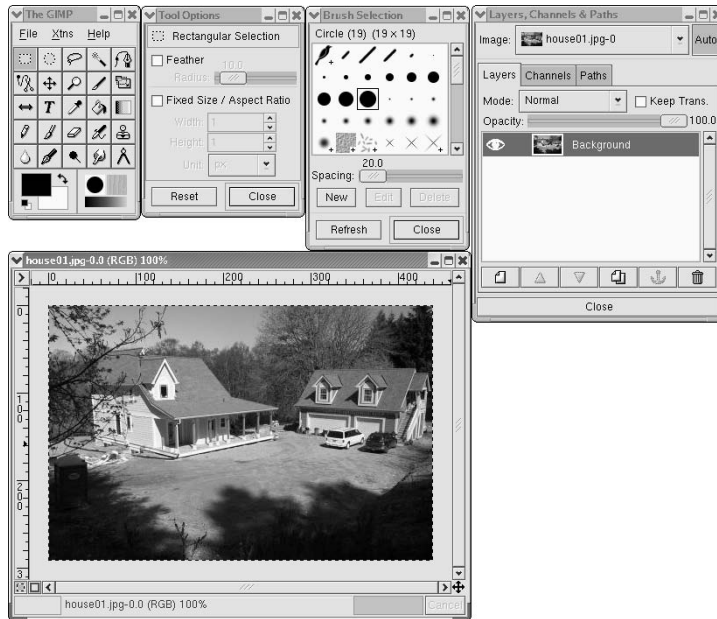 The GIMP
File Xtns Help
Tool Options
Rectangular Selection
Feather
10.0
Radius:
Fixed Size / Aspect Ratio
Width: 1
Height: 1
Unit: px
Reset Close
Brush Selection
Circle (19) (19 × 19)
20.0
Spacing:
New Edit Delete
Refresh Close
Layers, Channels & Paths
Image: house01.jpg-0 Auto
Layers Channels Paths
Mode: Normal Keep Trans.
Opacity: 100.0
Background
Close
house01.jpg-0.0 (RGB) 100%
0 100 200 300 400
0
100
200
3
house01.jpg-0.0 (RGB) 100%
Cancel